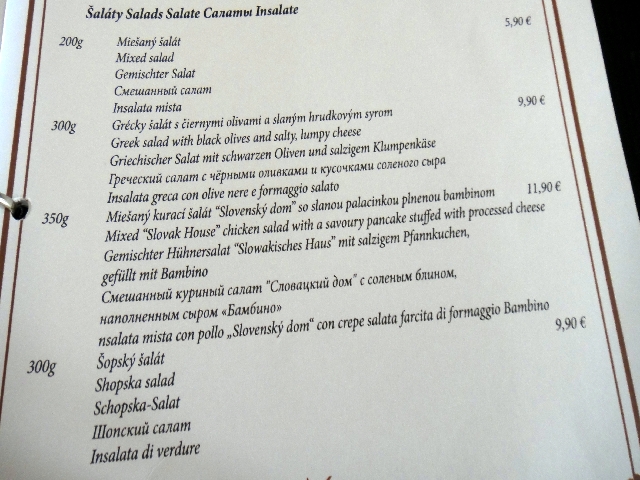 Šaláty Salads Salate Салаты Insalate
5,90 €
200g Miešaný šalát
Mixed salad
Gemischter Salat
Смешанный салат
Insalata mista
9,90 €
300g Grécky šalát s čiernymi olivami a slaným hrudkovým syrom
Greek salad with black olives and salty, lumpy cheese
Griechischer Salat mit schwarzen Oliven und salzigem Klumpenkäse
Греческий салат с чёрными оливками и кусочками соленого сыра
Insalata greca con olive nere e formaggio salato
11,90 €
350g Miešaný kurací šalát "Slovenský dom" so slanou palacinkou plnenou bambinom
Mixed "Slovak House" chicken salad with a savoury pancake stuffed with processed cheese
Gemischter Hühnersalat "Slowakisches Haus" mit salzigem Pfannkuchen,
gefüllt mit Bambino
Смешанный куриный салат "Словацкий дом" с соленым блином,
наполненным сыром «Бамбино»
nsalata mista con pollo „Slovenský dom“ con crepe salata farcita di formaggio Bambino
9,90 €
300g Šopský šalát
Shopska salad
Schopska-Salat
Шопский салат
Insalata di verdure